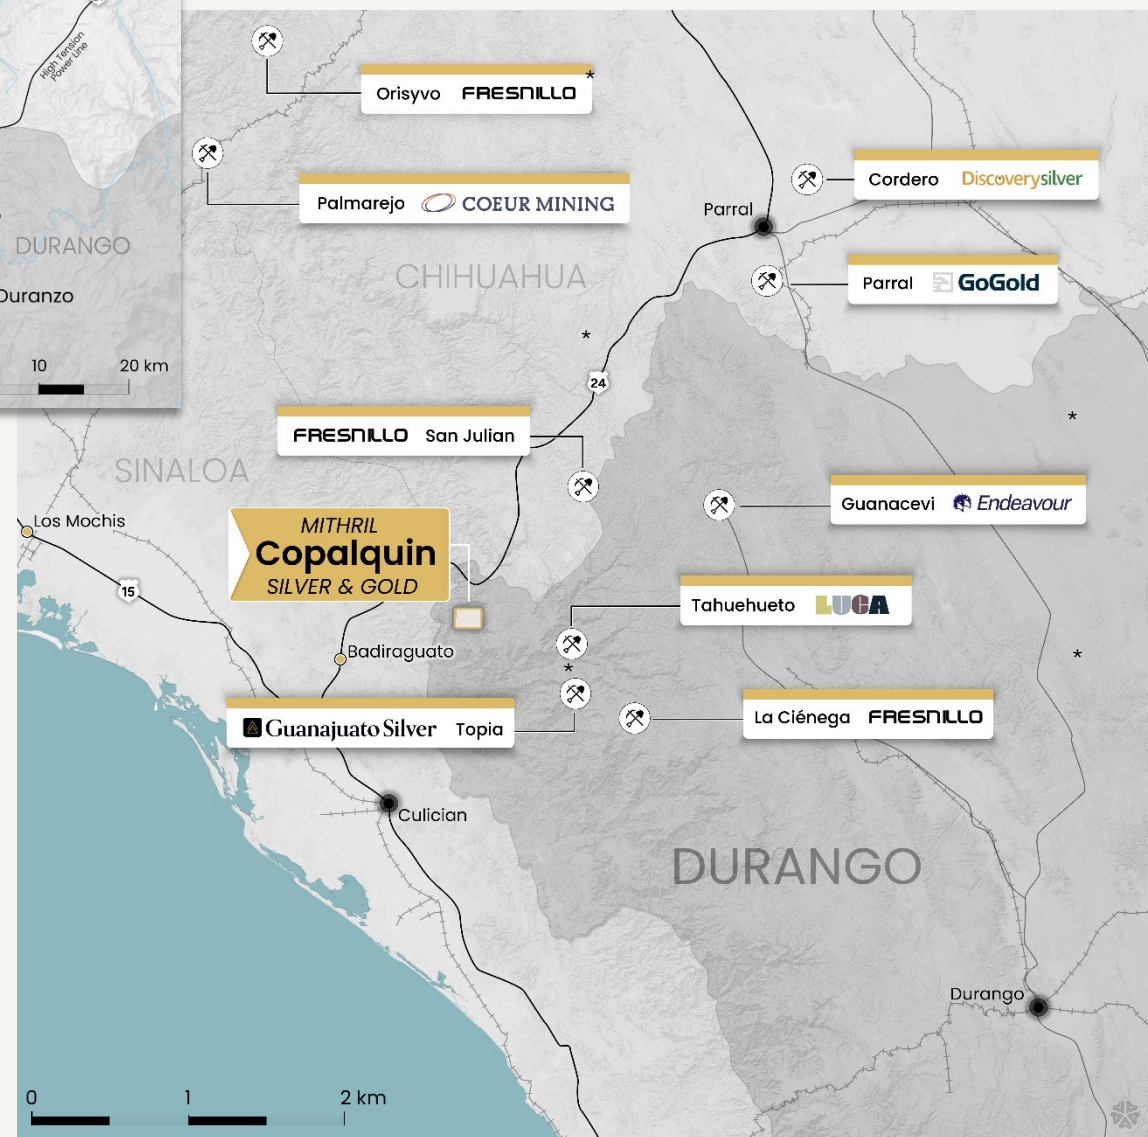 High Tension
Power Line
DURANGO
Duranzo
10 20 km
Orisyvo FRESNILLO *
Palmarejo COEUR MINING
Cordero Discoverysilver
Parral
Parral GoGold
CHIHUAHUA
*
24
*
FRESNILLO San Julian
SINALOA
Guanacevi Endeavour
Los Mochis
MITHRIL
Copalquin
SILVER & GOLD
15
Tahuehueto LUCA
Badiraguato
*
*
Guanajuato Silver Topia
La Ciénega FRESNILLO
Culician
DURANGO
Durango
0 1 2 km